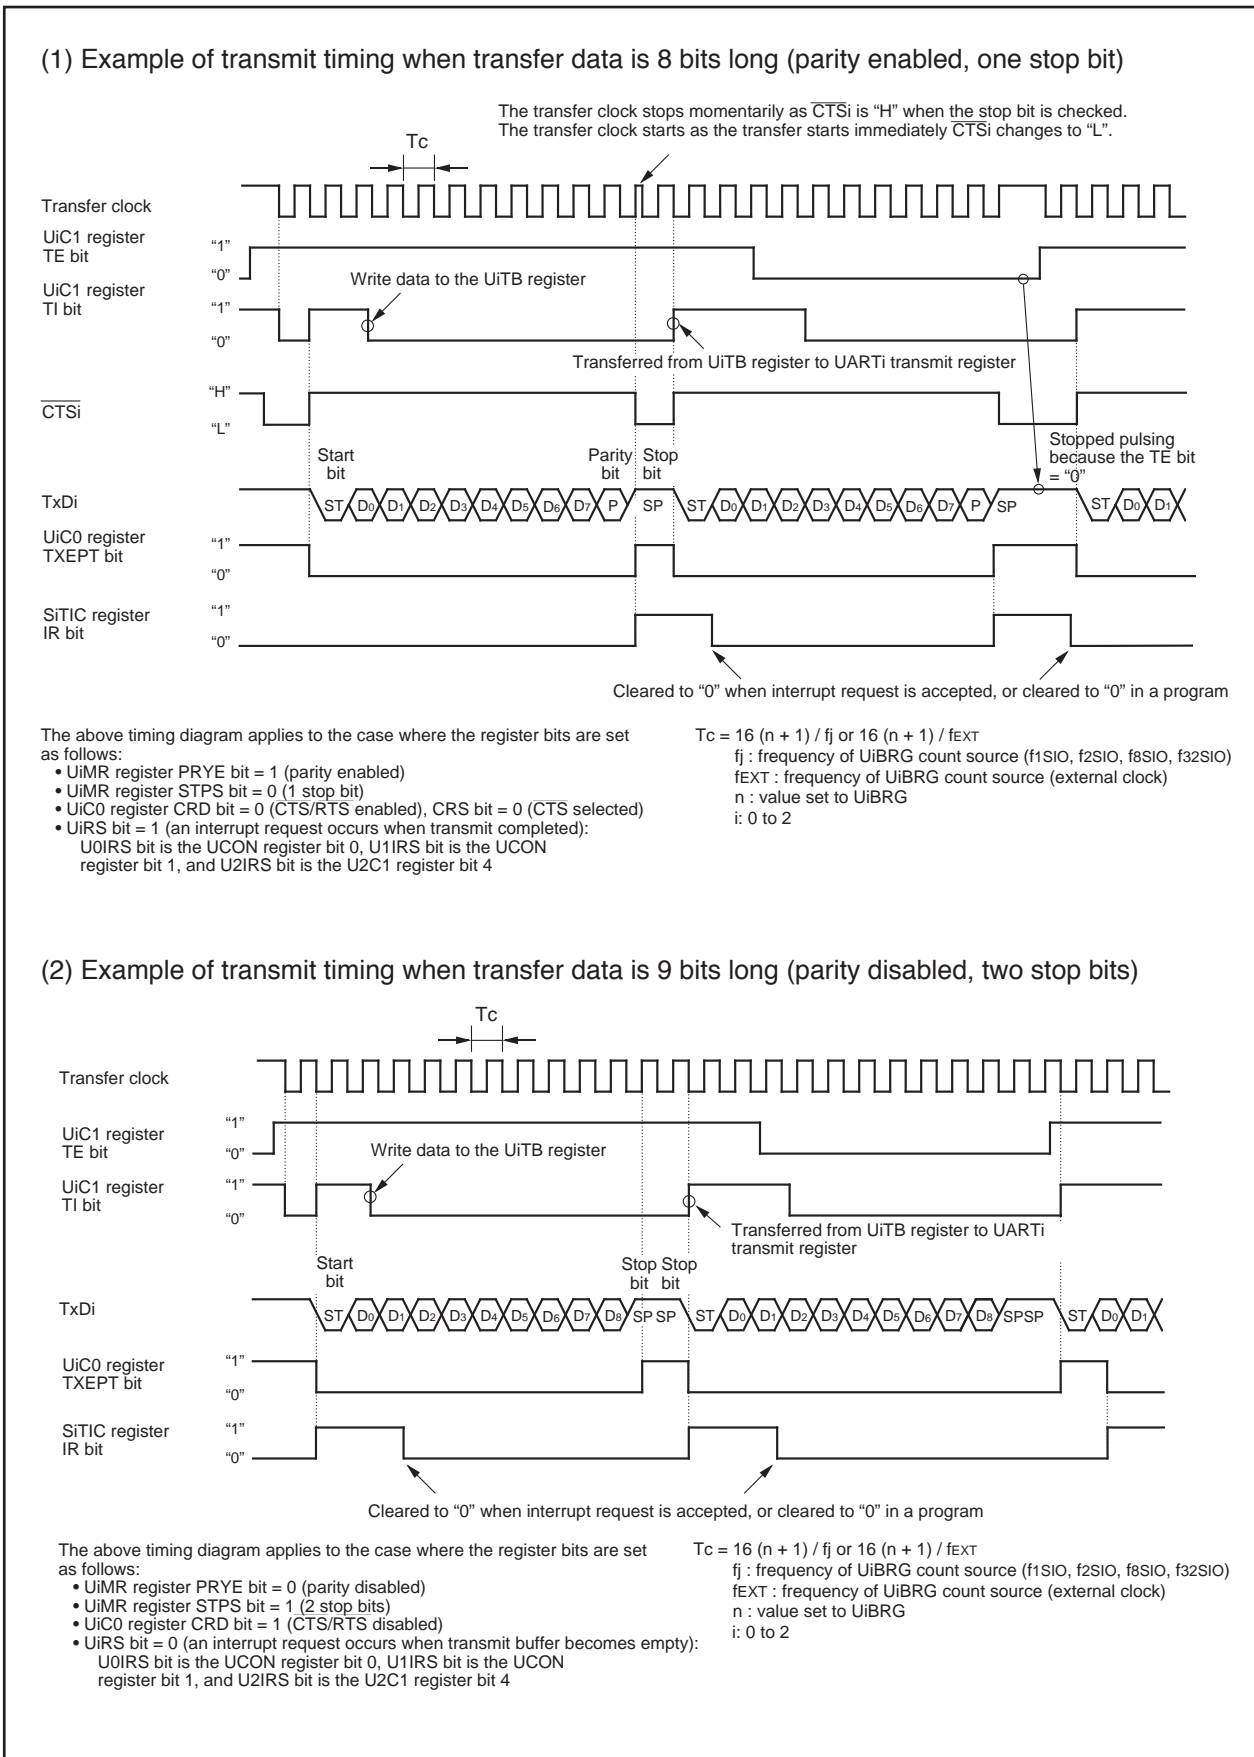 (1) Example of transmit timing when transfer data is 8 bits long (parity enabled, one stop bit)
The transfer clock stops momentarily as CTSi is “H” when the stop bit is checked.
The transfer clock starts as the transfer starts immediately CTSi changes to “L”.
Tc
Transfer clock
UiC1 register
TE bit
“1”
“0”
Write data to the UiTB register
UiC1 register
TI bit
“1”
“0”
Transferred from UiTB register to UARTi transmit register
CTSi
“H”
“L”
Start
bit
Parity
bit
Stop
bit
Stopped pulsing
because the TE bit
= “0”
TxDi
ST D0 D1 D2 D3 D4 D5 D6 D7 P SP ST D0 D1 D2 D3 D4 D5 D6 D7 P SP ST D0 D1
UiC0 register
TXEPT bit
“1”
“0”
SiTIC register
IR bit
“1”
“0”
Cleared to “0” when interrupt request is accepted, or cleared to “0” in a program
The above timing diagram applies to the case where the register bits are set
as follows:
• UiMR register PRYE bit = 1 (parity enabled)
• UiMR register STPS bit = 0 (1 stop bit)
• UiC0 register CRD bit = 0 (CTS/RTS enabled), CRS bit = 0 (CTS selected)
• UiRS bit = 1 (an interrupt request occurs when transmit completed):
U0IRS bit is the UCON register bit 0, U1IRS bit is the UCON
register bit 1, and U2IRS bit is the U2C1 register bit 4
Tc = 16 (n + 1) / fj or 16 (n + 1) / fEXT
fj : frequency of UiBRG count source (f1SIO, f2SIO, f8SIO, f32SIO)
fEXT : frequency of UiBRG count source (external clock)
n : value set to UiBRG
i: 0 to 2
(2) Example of transmit timing when transfer data is 9 bits long (parity disabled, two stop bits)
Tc
Transfer clock
UiC1 register
TE bit
“1”
“0”
Write data to the UiTB register
UiC1 register
TI bit
“1”
“0”
Transferred from UiTB register to UARTi
transmit register
Start
bit
Stop
bit
Stop
bit
TxDi
ST D0 D1 D2 D3 D4 D5 D6 D7 D8 SP SP ST D0 D1 D2 D3 D4 D5 D6 D7 D8 SPSP ST D0 D1
UiC0 register
TXEPT bit
“1”
“0”
SiTIC register
IR bit
“1”
“0”
Cleared to “0” when interrupt request is accepted, or cleared to “0” in a program
The above timing diagram applies to the case where the register bits are set
as follows:
• UiMR register PRYE bit = 0 (parity disabled)
• UiMR register STPS bit = 1 (2 stop bits)
• UiC0 register CRD bit = 1 (CTS/RTS disabled)
• UiRS bit = 0 (an interrupt request occurs when transmit buffer becomes empty):
U0IRS bit is the UCON register bit 0, U1IRS bit is the UCON
register bit 1, and U2IRS bit is the U2C1 register bit 4
Tc = 16 (n + 1) / fj or 16 (n + 1) / fEXT
fj : frequency of UiBRG count source (f1SIO, f2SIO, f8SIO, f32SIO)
fEXT : frequency of UiBRG count source (external clock)
n : value set to UiBRG
i: 0 to 2